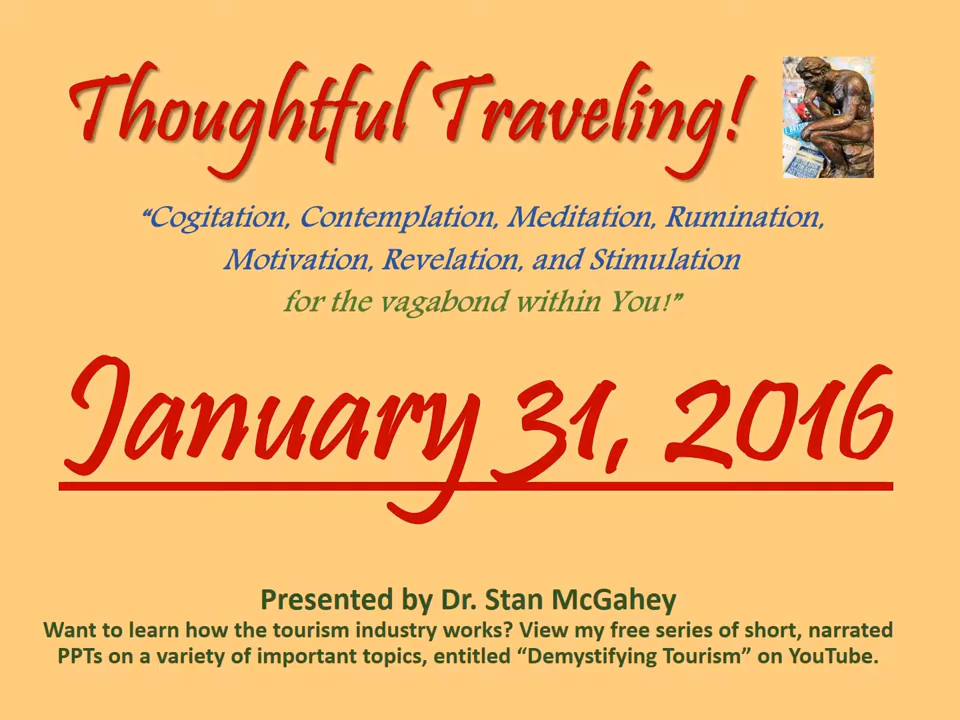 Thoughtful Traveling!
“Cogitation, Contemplation, Meditation, Rumination,
Motivation, Revelation, and Stimulation
for the vagabond within You!”
January 31, 2016
Presented by Dr. Stan McGahey
Want to learn how the tourism industry works? View my free series of short, narrated
PPTs on a variety of important topics, entitled “Demystifying Tourism” on YouTube.